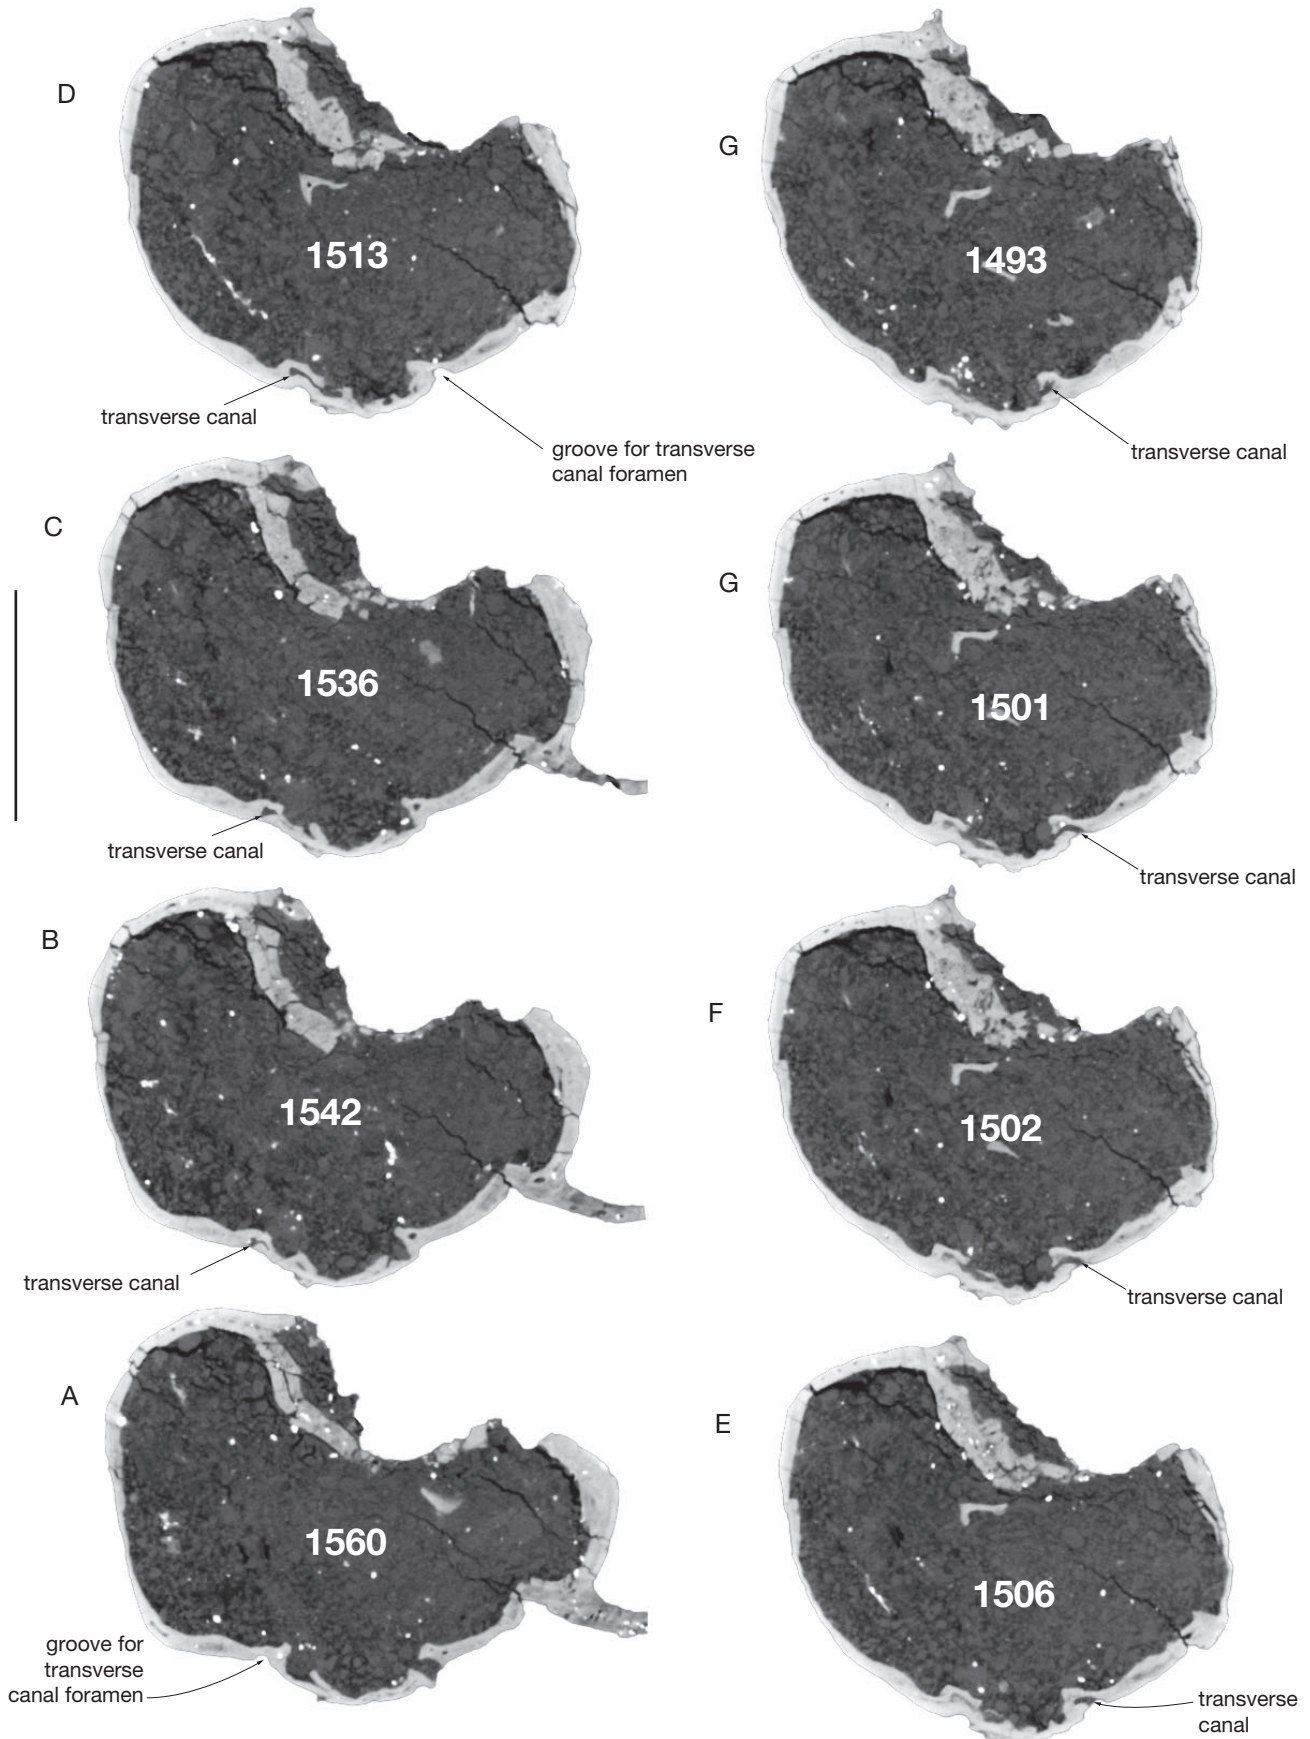 D
1513
transverse canal
groove for transverse
canal foramen
C
1536
transverse canal
B
1542
transverse canal
A
1560
groove for
transverse
canal foramen
G
1493
transverse canal
G
1501
transverse canal
F
1502
transverse canal
E
1506
transverse
canal